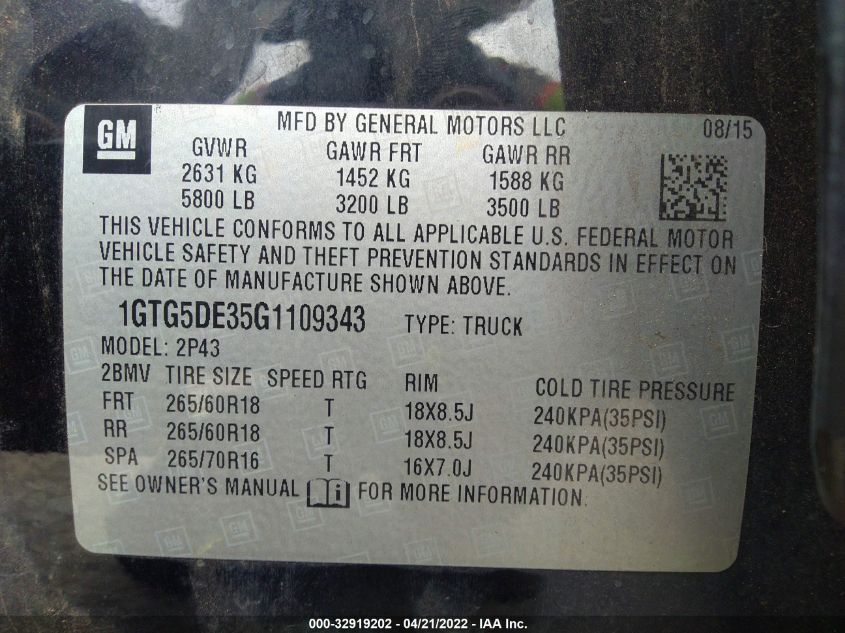 GM
MFD BY GENERAL MOTORS LLC 08/15
GVWR GAWR FRT GAWR RR
2631 KG 1452 KG 1588 KG
5800 LB 3200 LB 3500 LB
THIS VEHICLE CONFORMS TO ALL APPLICABLE U.S. FEDERAL MOTOR
VEHICLE SAFETY AND THEFT PREVENTION STANDARDS IN EFFECT ON
THE DATE OF MANUFACTURE SHOWN ABOVE.
1GTG5DE35G1109343 TYPE: TRUCK
MODEL: 2P43
2BMV TIRE SIZE SPEED RTG RIM COLD TIRE PRESSURE
FRT 265/60R18 T 18X8.5J 240KPA(35PSI)
RR 265/60R18 T 18X8.5J 240KPA(35PSI)
SPA 265/70R16 T 16X7.0J 240KPA(35PSI)
SEE OWNER'S MANUAL FOR MORE INFORMATION.
000-32919202 - 04/21/2022 - IAA Inc.